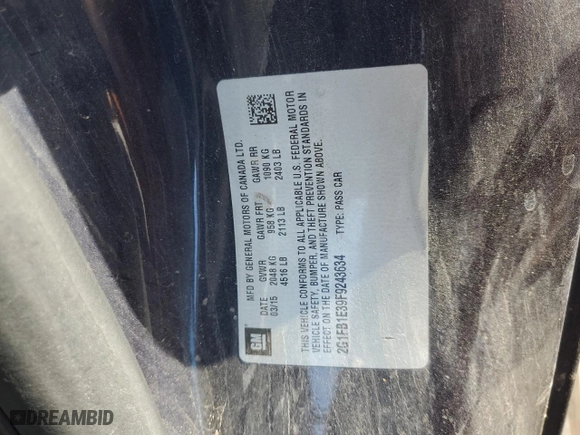 GM
MFD BY GENERAL MOTORS OF CANADA LTD.
DATE GVWR GAWR FRT GAWR RR
03/15 2048 KG 958 KG 1090 KG
4516 LB 2113 LB 2403 LB
THIS VEHICLE CONFORMS TO ALL APPLICABLE U.S. FEDERAL MOTOR
VEHICLE SAFETY, BUMPER, AND THEFT PREVENTION STANDARDS IN
EFFECT ON THE DATE OF MANUFACTURE SHOWN ABOVE.
2G1FB1E39F9243634 TYPE: PASS CAR
DREAMBID